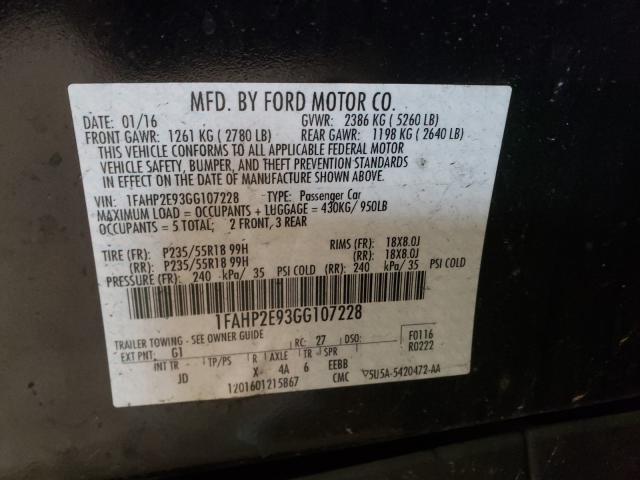 MFD. BY FORD MOTOR CO.
DATE: 01/16 GVWR: 2386 KG ( 5260 LB)
FRONT GAWR: 1261 KG ( 2780 LB) REAR GAWR: 1198 KG ( 2640 LB)
THIS VEHICLE CONFORMS TO ALL APPLICABLE FEDERAL MOTOR
VEHICLE SAFETY, BUMPER, AND THEFT PREVENTION STANDARDS
IN EFFECT ON THE DATE OF MANUFACTURE SHOWN ABOVE.
VIN: 1FAHP2E93GG107228 TYPE: Passenger Car
MAXIMUM LOAD = OCCUPANTS + LUGGAGE = 430KG/ 950LB
OCCUPANTS = 5 TOTAL; 2 FRONT, 3 REAR
TIRE (FR): P235/55R18 99H RIMS (FR): 18X8.0J
(RR): P235/55R18 99H (RR): 18X8.0J
PRESSURE (FR): 240 kPa/ 35 PSI COLD (RR): 240 kPa/ 35 PSI COLD
1FAHP2E93GG107228
TRAILER TOWING - SEE OWNER GUIDE RC: 27 DSO: F0116
EXT PNT: G1 TP/PS R AXLE TR SPR R0222
JD X 4A 6 EEBB
1201601215867 CMC 5U5A-5420472-AA